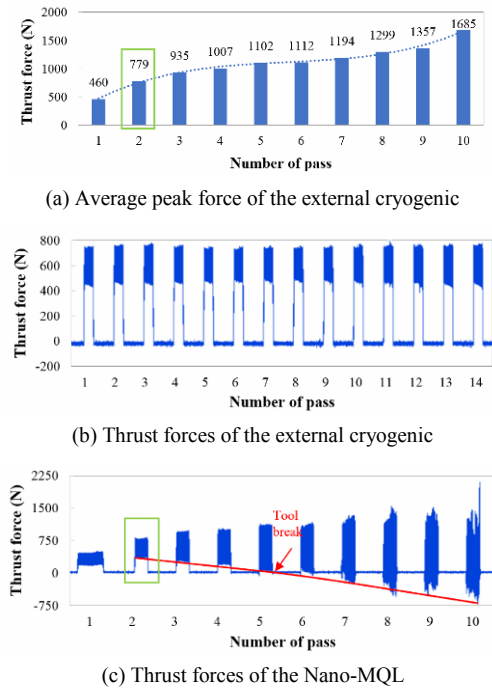 Thrust force (N)
2000
1500
1000
500
0
460
779
935
1007
1102
1112
1194
1299
1357
1685
1 2 3 4 5 6 7 8 9 10
Number of pass
(a) Average peak force of the external cryogenic
Thrust force (N)
800
600
400
200
0
-200
1 2 3 4 5 6 7 8 9 10 11 12 13 14
Number of pass
(b) Thrust forces of the external cryogenic
Thrust force (N)
2250
1500
750
0
-750
Tool
break
1 2 3 4 5 6 7 8 9 10
Number of pass
(c) Thrust forces of the Nano-MQL